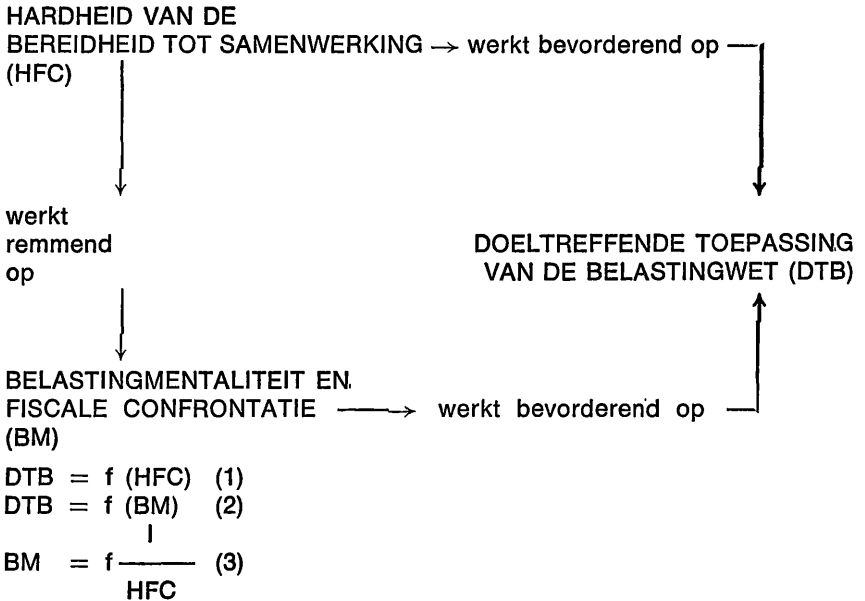 HARDHEID VAN DE
BEREIDHEID TOT SAMENWERKING → werkt bevorderend op
(HFC)
werkt
remmend
op
DOELTREFFENDE TOEPASSING
VAN DE BELASTINGWET (DTB)
BELASTINGMENTALITEIT EN.
FISCALE CONFRONTATIE → werkt bevorderend op
(BM)
DTB = f (HFC) (1)
DTB = f (BM) (2)
I
BM = f — (3)
HFC